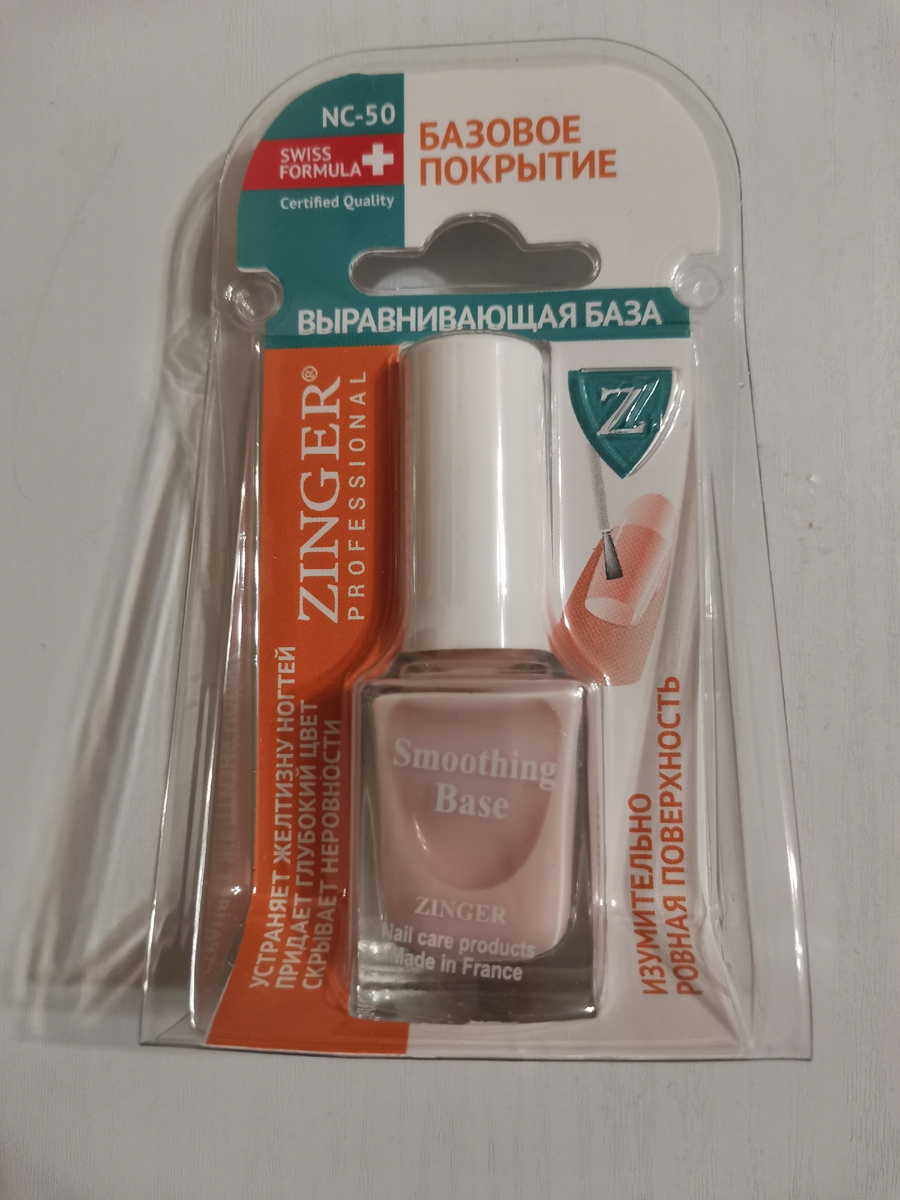 NC-50
SWISS
FORMULA
Certified Quality
БАЗОВОЕ
ПОКРЫТИЕ
ВЫРАВНИВАЮЩАЯ БАЗА
ZINGER®
PROFESSIONAL
Z
УСТРАНЯЕТ ЖЕЛТИЗНУ НОГТЕЙ
ПРИДАЕТ ГЛУБОКИЙ ЦВЕТ
СКРЫВАЕТ НЕРОВНОСТИ
Smoothing
Base
ZINGER
Nail care products
Made in France
ИЗУМИТЕЛЬНО
РОВНАЯ ПОВЕРХНОСТЬ